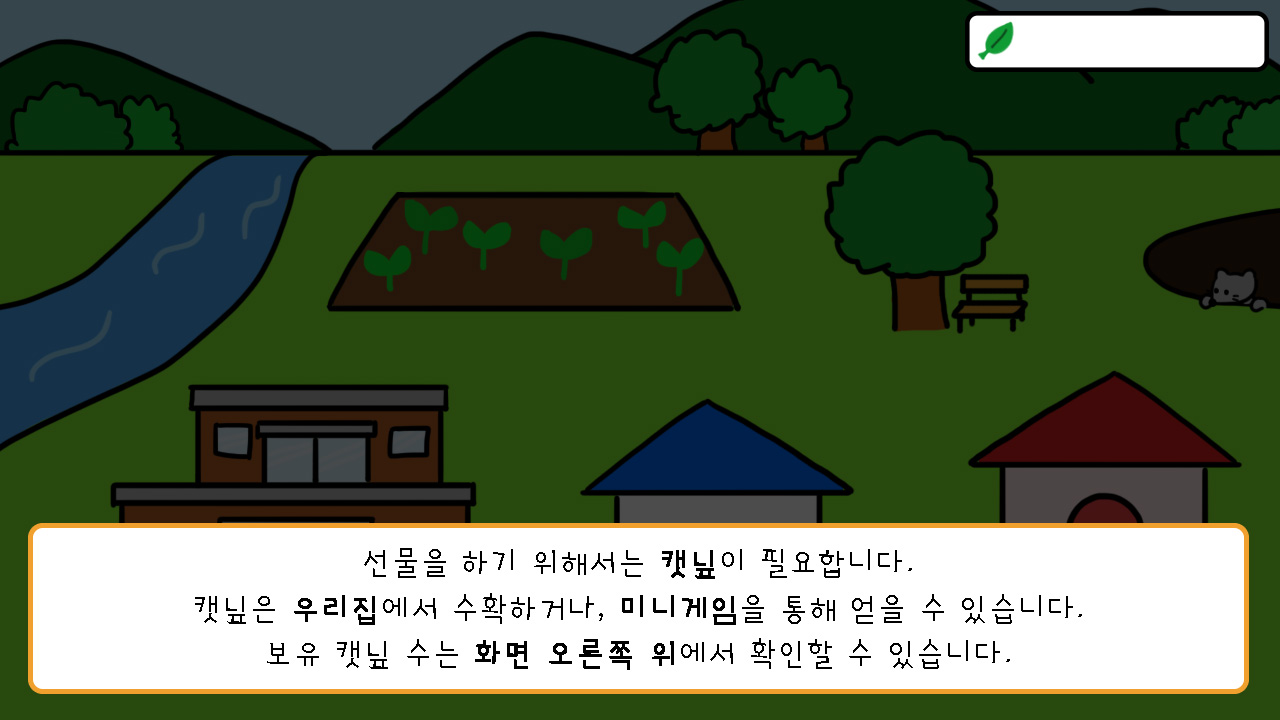 선물을 하기 위해서는 캣닢이 필요합니다.
캣닢은 우리집에서 수확하거나, 미니게임을 통해 얻을 수 있습니다.
보유 캣닢 수는 화면 오른쪽 위에서 확인할 수 있습니다.